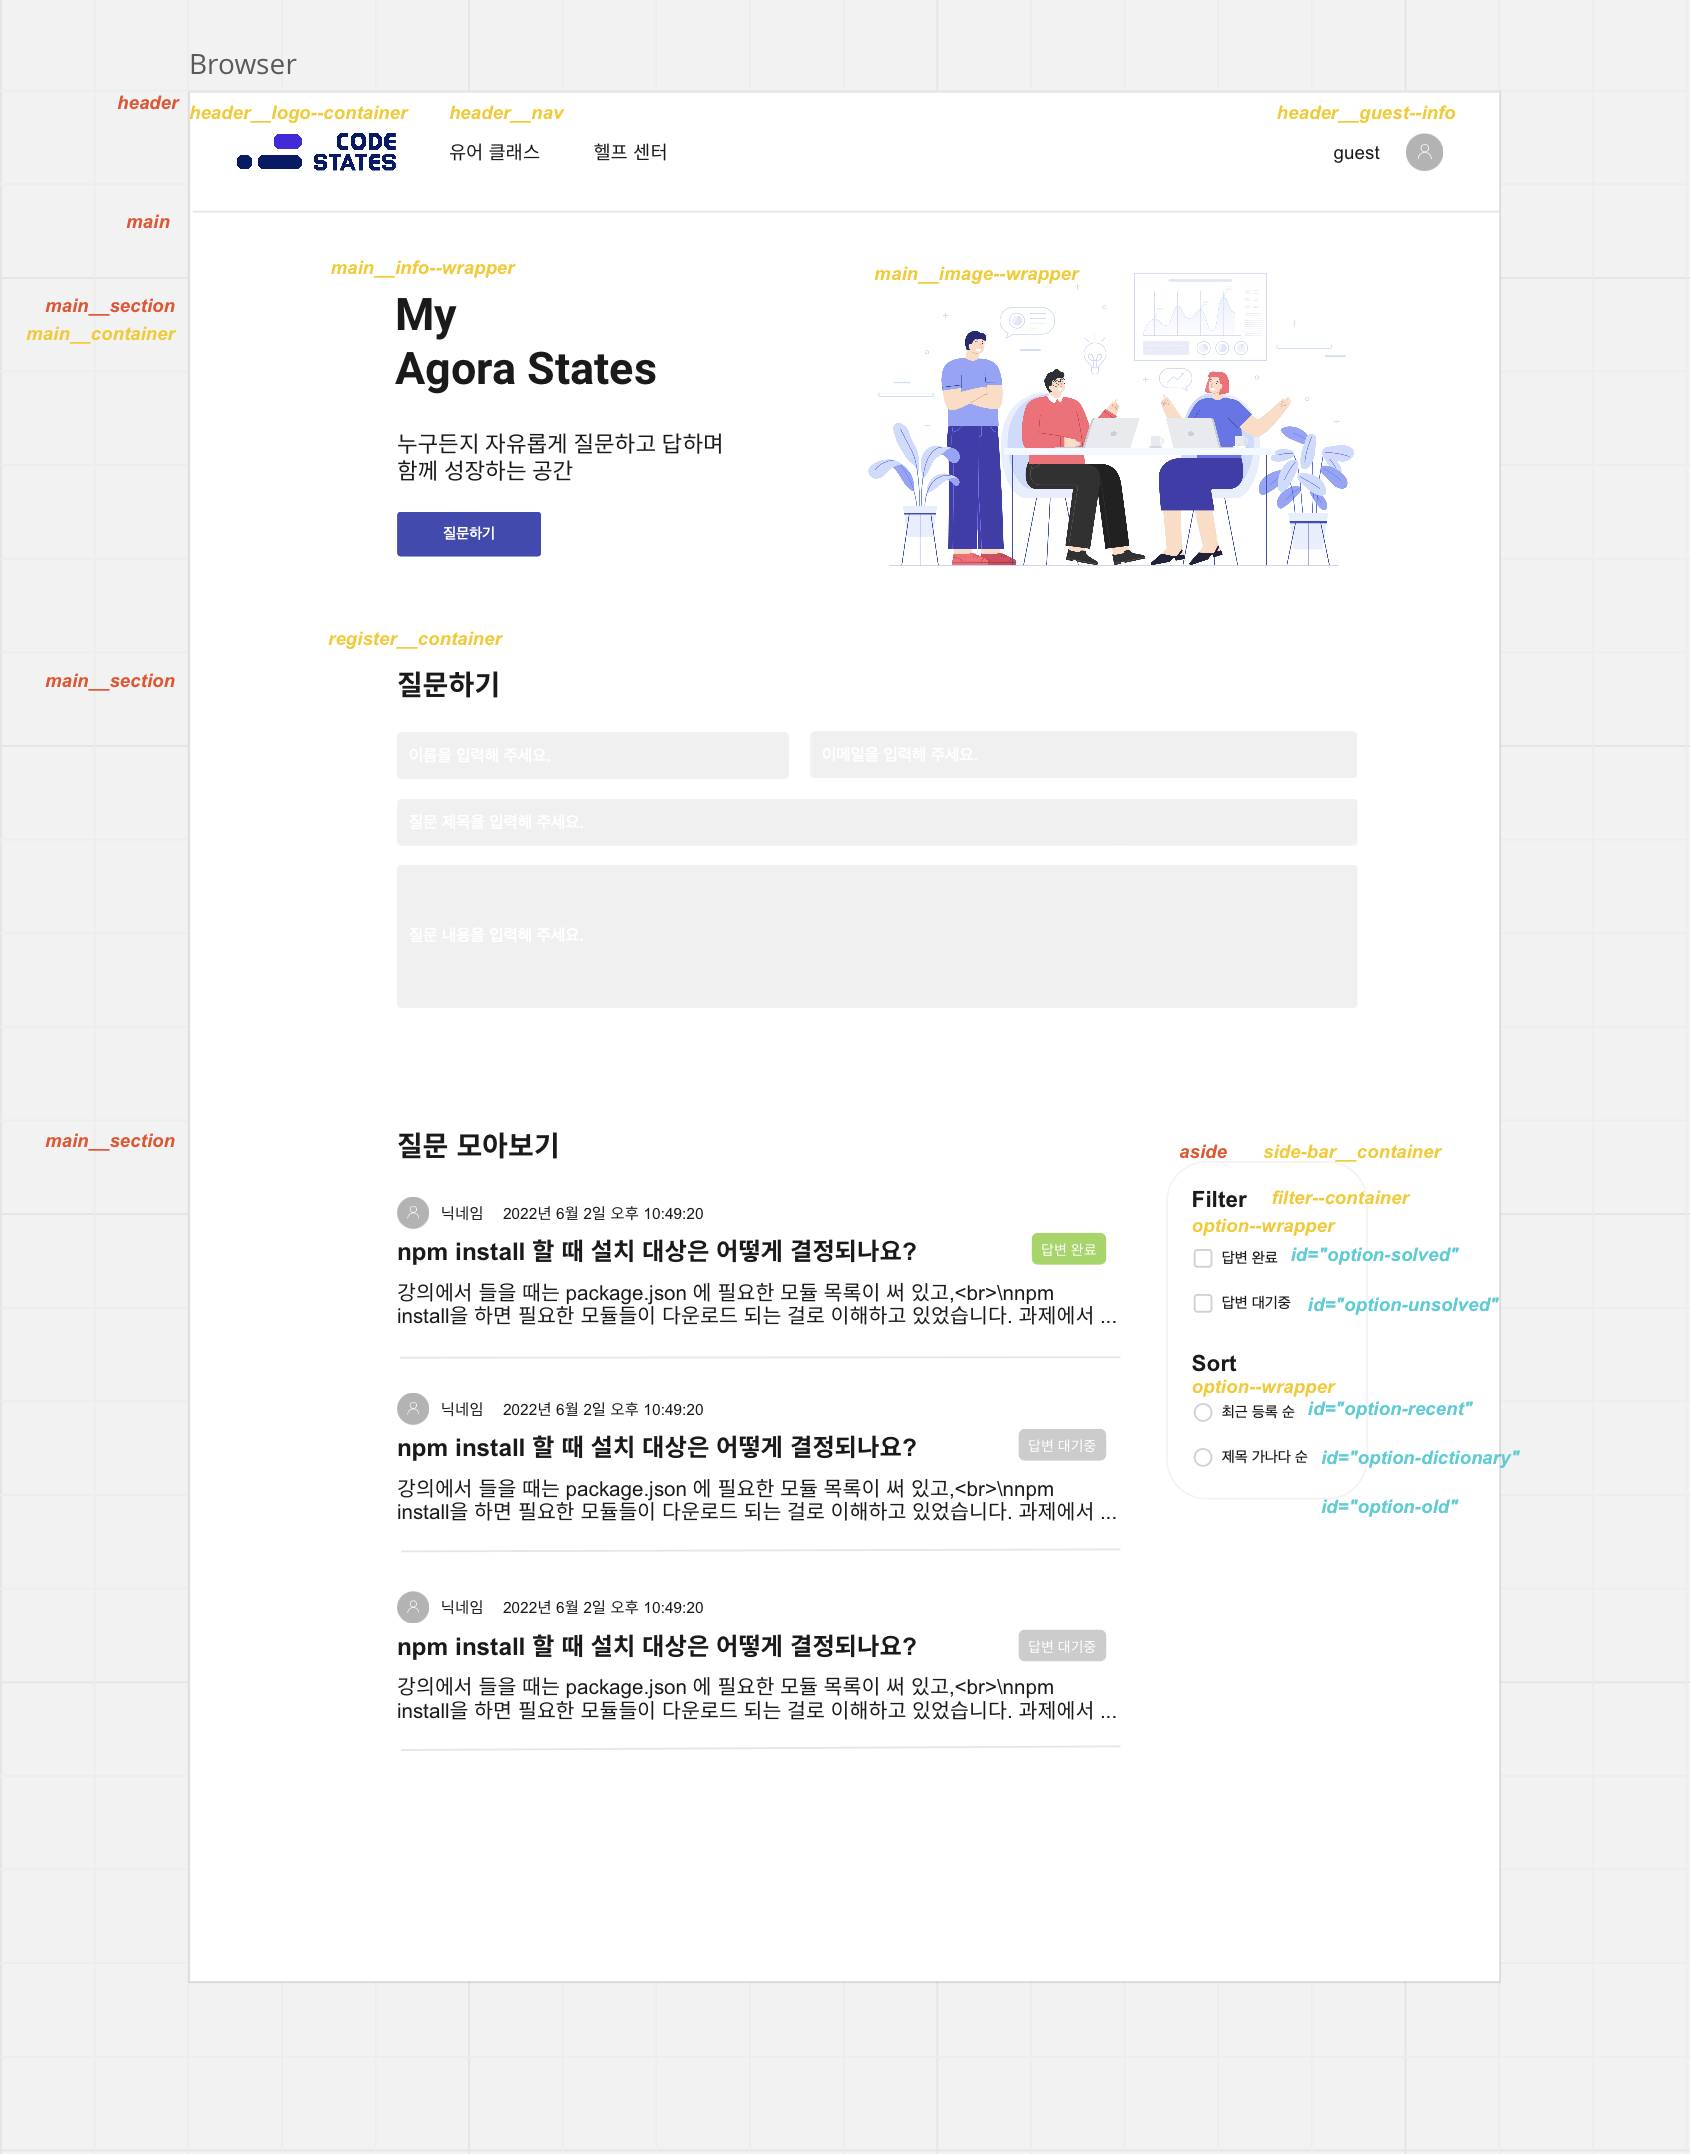 Browser
header
header__logo--container
header__nav
header__guest--info
CODE
STATES
유어 클래스
헬프 센터
guest
main
main__info--wrapper
main__image--wrapper
main__section
main__container
My
Agora States
누구든지 자유롭게 질문하고 답하며
함께 성장하는 공간
질문하기
register__container
main__section
질문하기
이름을 입력해 주세요.
이메일을 입력해 주세요.
질문 제목을 입력해 주세요.
질문 내용을 입력해 주세요.
main__section
질문 모아보기
닉네임 2022년 6월 2일 오후 10:49:20
npm install 할 때 설치 대상은 어떻게 결정되나요?
답변 완료
강의에서 들을 때는 package.json 에 필요한 모듈 목록이 써 있고,<br>\nnpm
install을 하면 필요한 모듈들이 다운로드 되는 걸로 이해하고 있었습니다. 과제에서 ...
닉네임 2022년 6월 2일 오후 10:49:20
npm install 할 때 설치 대상은 어떻게 결정되나요?
답변 대기중
강의에서 들을 때는 package.json 에 필요한 모듈 목록이 써 있고,<br>\nnpm
install을 하면 필요한 모듈들이 다운로드 되는 걸로 이해하고 있었습니다. 과제에서 ...
닉네임 2022년 6월 2일 오후 10:49:20
npm install 할 때 설치 대상은 어떻게 결정되나요?
답변 대기중
강의에서 들을 때는 package.json 에 필요한 모듈 목록이 써 있고,<br>\nnpm
install을 하면 필요한 모듈들이 다운로드 되는 걸로 이해하고 있었습니다. 과제에서 ...
aside
side-bar__container
Filter
filter--container
option--wrapper
답변 완료
id="option-solved"
답변 대기중
id="option-unsolved"
Sort
option--wrapper
최근 등록 순
id="option-recent"
제목 가나다 순
id="option-dictionary"
id="option-old"